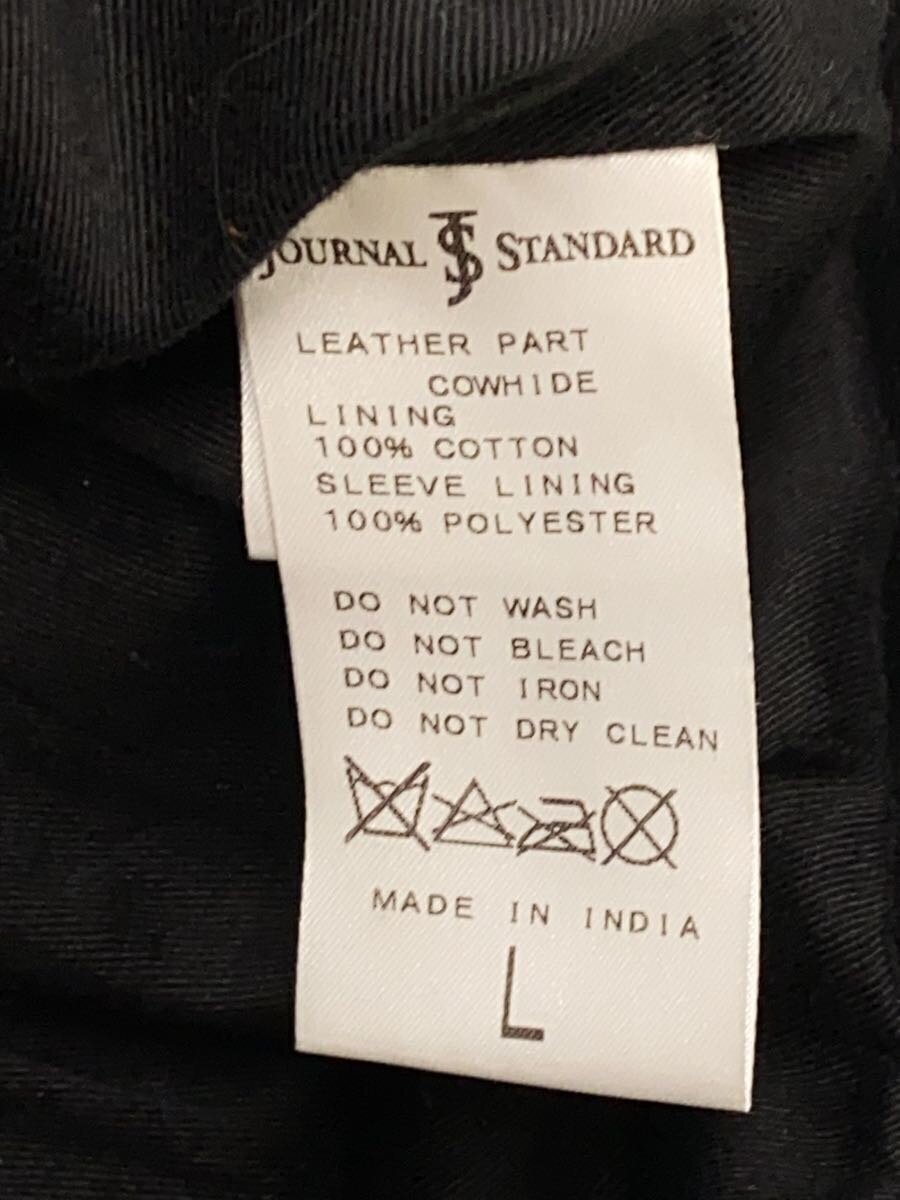 JOURNAL JS STANDARD
LEATHER PART
COWHIDE
LINING
100% COTTON
SLEEVE LINING
100% POLYESTER
DO NOT WASH
DO NOT BLEACH
DO NOT IRON
DO NOT DRY CLEAN
MADE IN INDIA
L